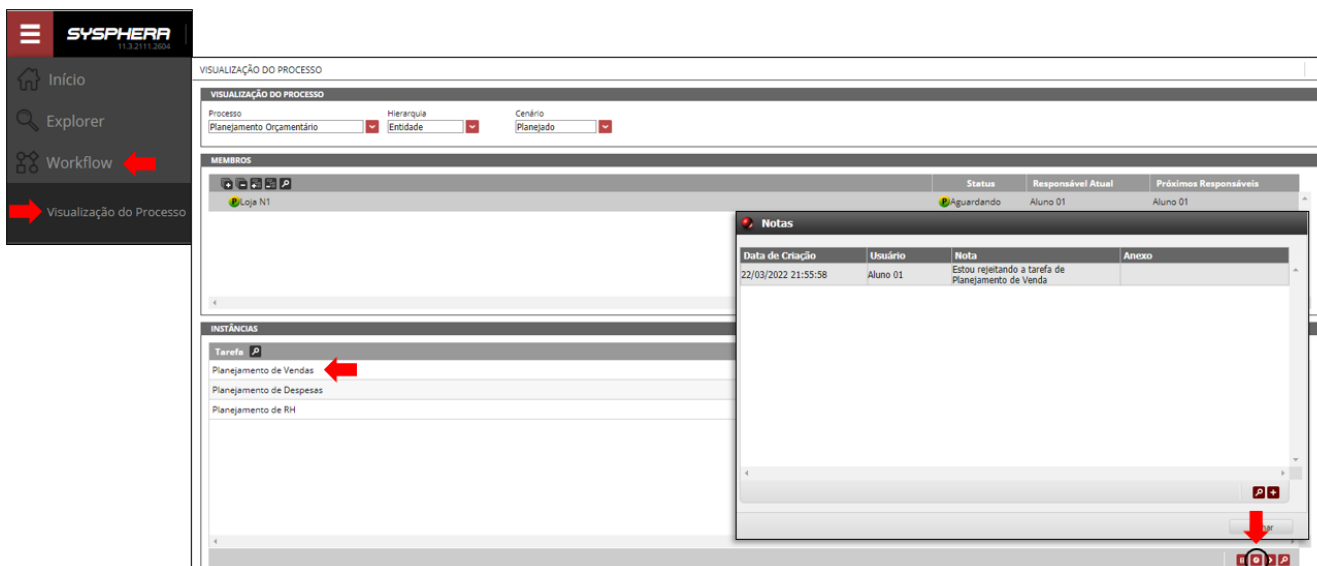 SYSPHERA
11.3.2111.2604
Início
Explorer
Workflow
Visualização do Processo
VISUALIZAÇÃO DO PROCESSO
VISUALIZAÇÃO DO PROCESSO
Processo Hierarquia Cenário
Planejamento Orçamentário Entidade Planejado
MEMBROS
Status Responsável Atual Próximos Responsáveis
Loja N1 Aguardando Aluno 01 Aluno 01
Notas
Data de Criação Usuário Nota Anexo
22/03/2022 21:55:58 Aluno 01 Estou rejeitando a tarefa de
Planejamento de Venda
INSTÂNCIAS
Tarefa
Planejamento de Vendas
Planejamento de Despesas
Planejamento de RH